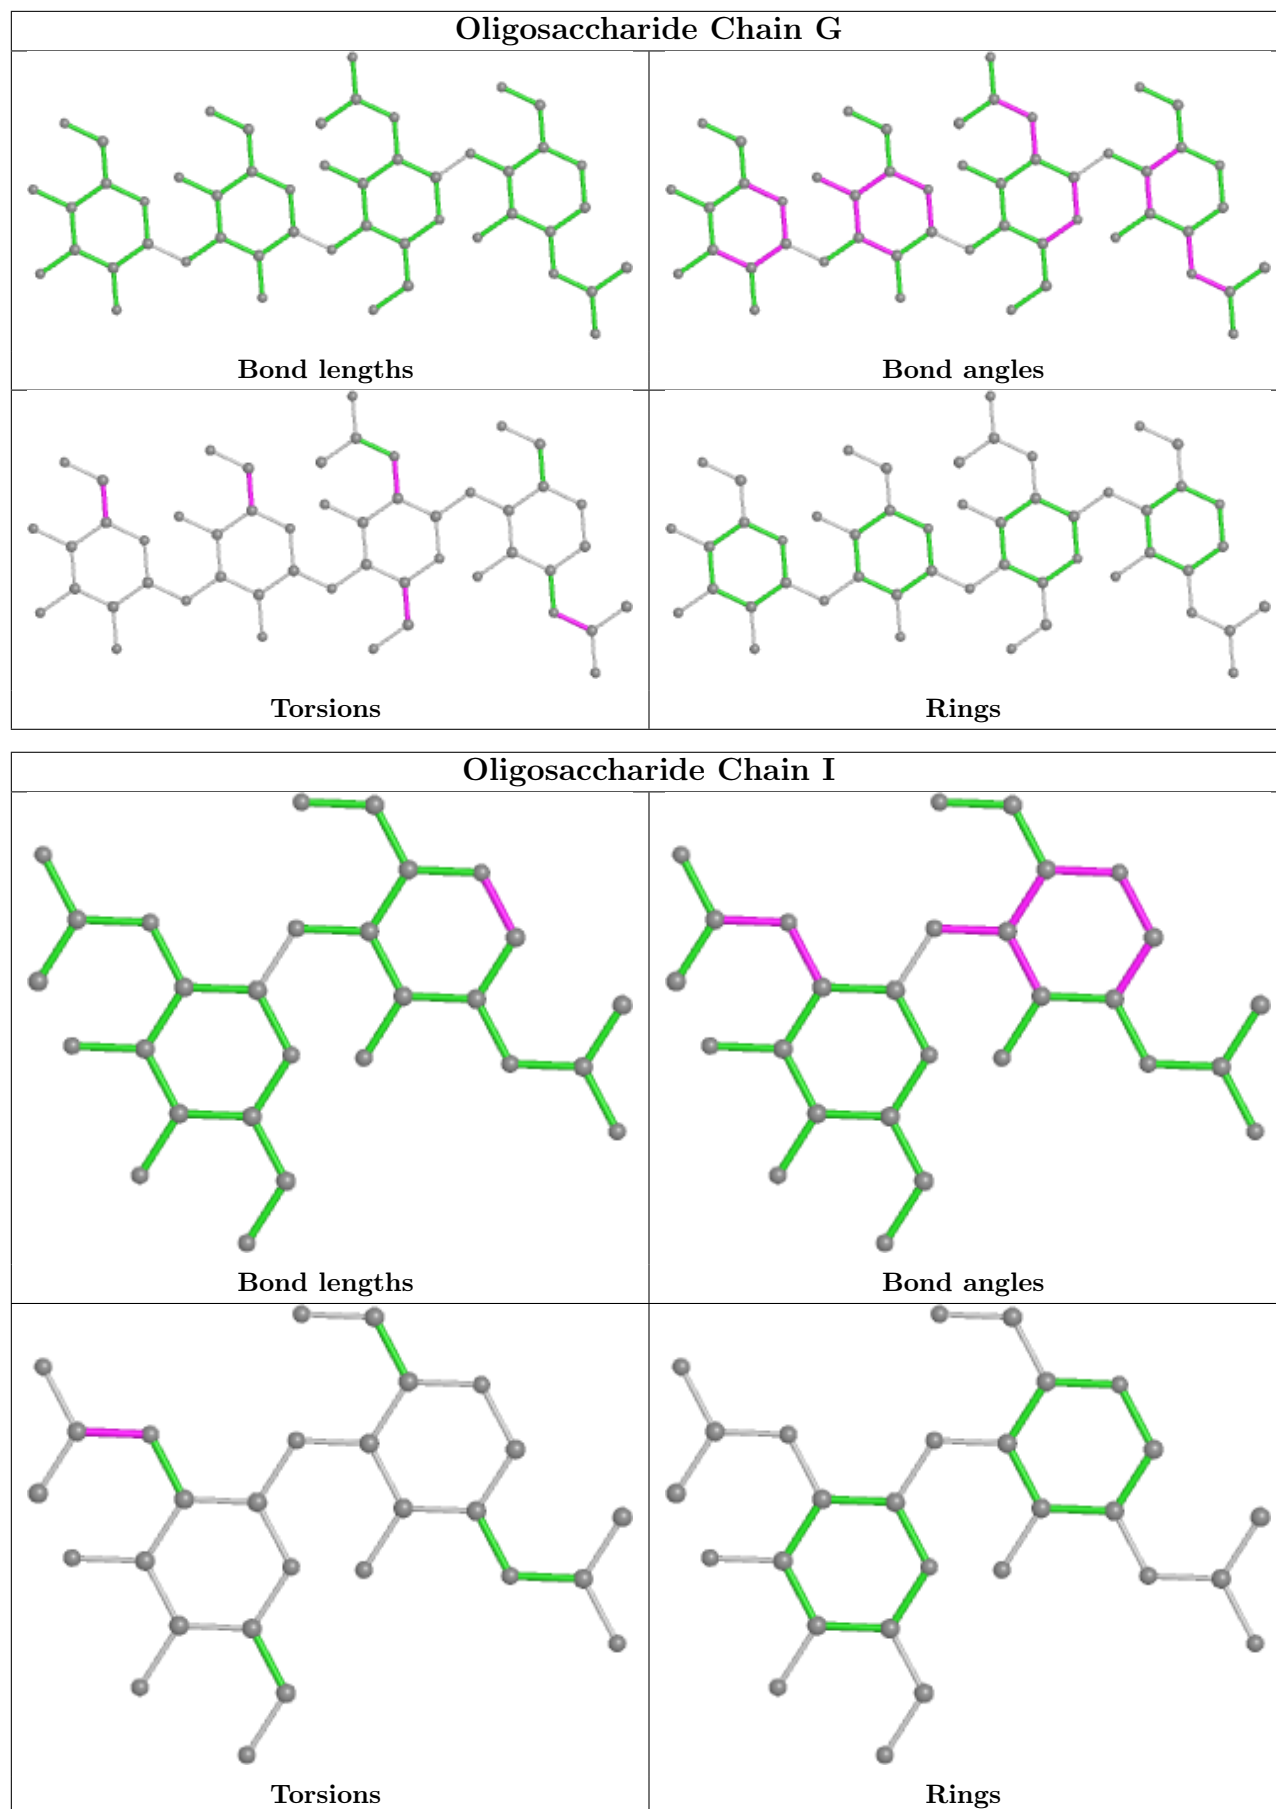 Oligosaccharide Chain G
Bond lengths
Bond angles
Torsions
Rings
Oligosaccharide Chain I
Bond lengths
Bond angles
Torsions
Rings